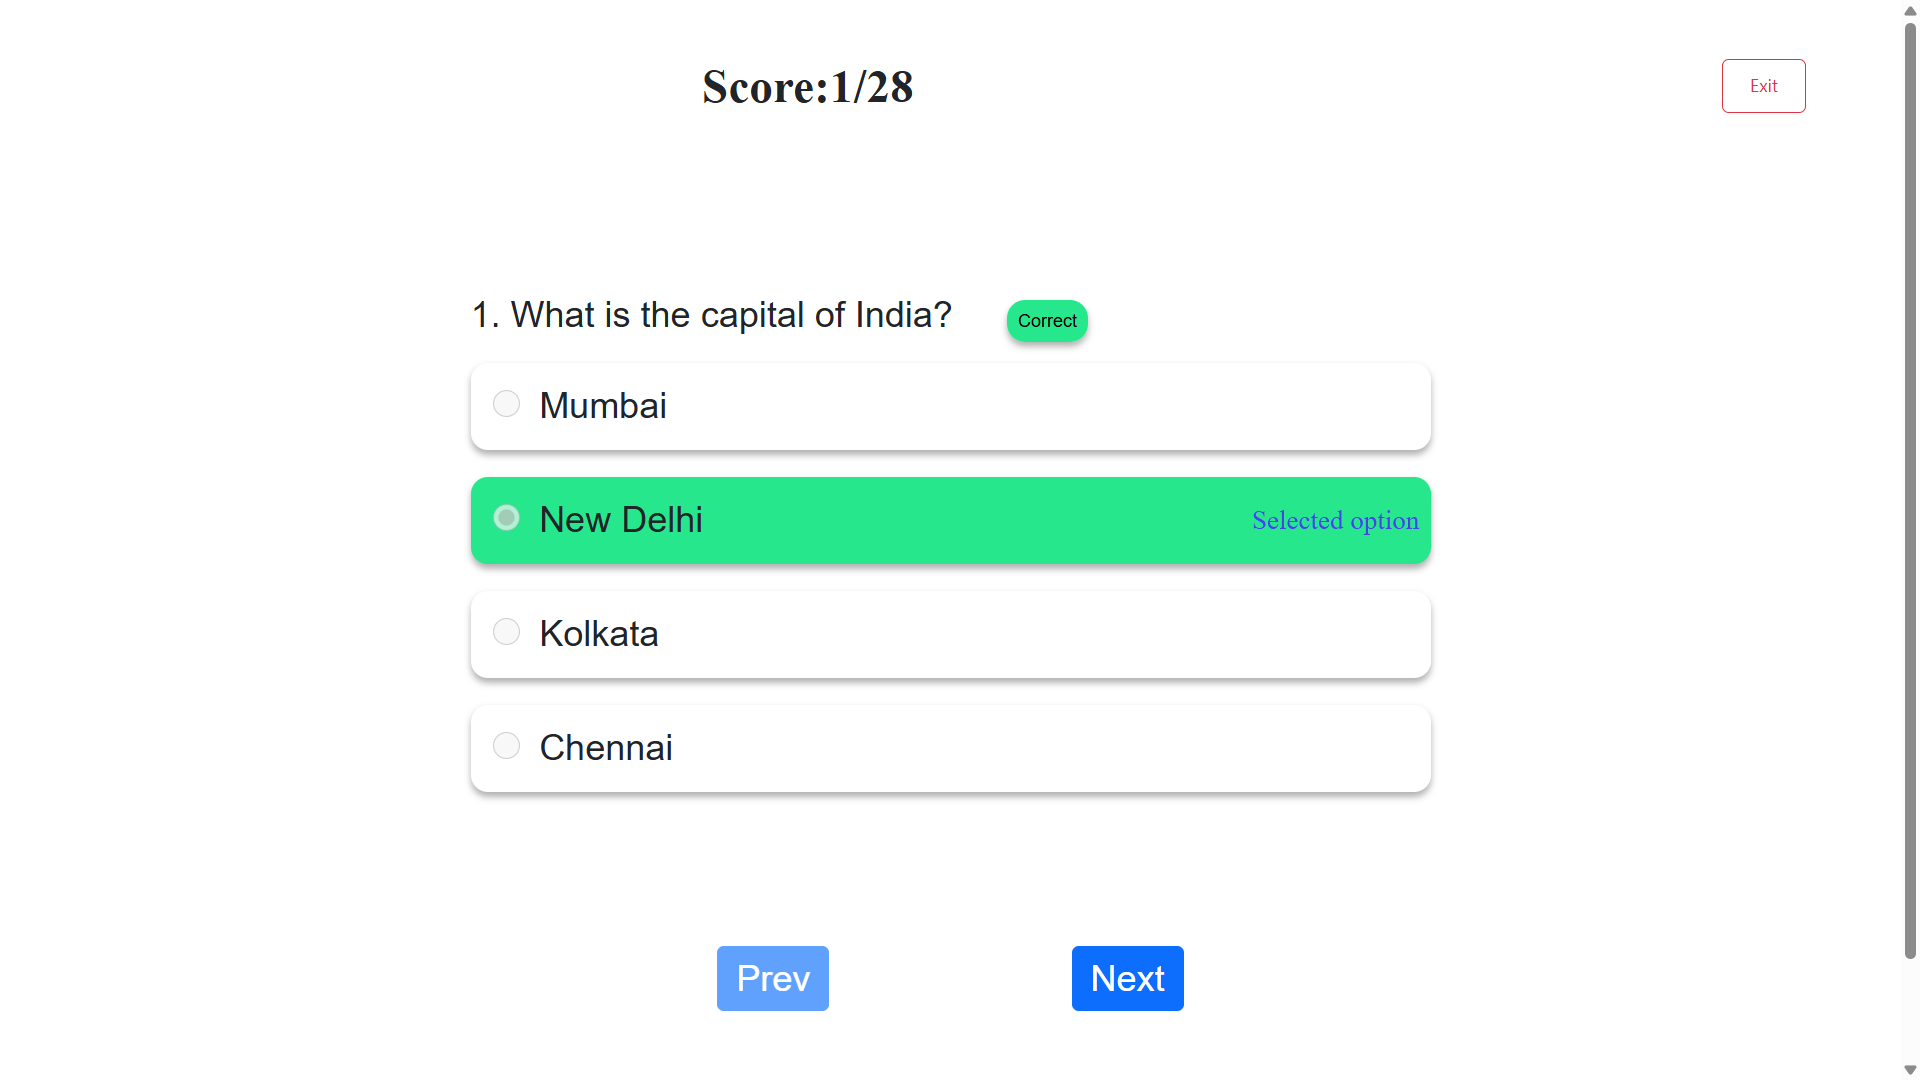 Score:1/28
Exit
1. What is the capital of India?
Correct
Mumbai
New Delhi
Selected option
Kolkata
Chennai
Prev
Next